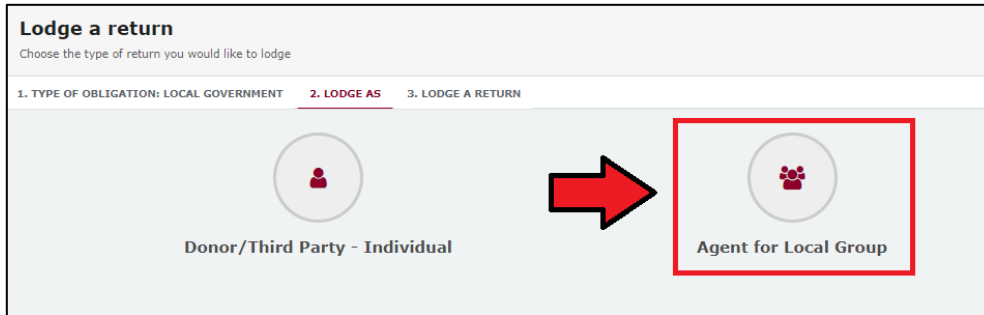 Lodge a return
Choose the type of return you would like to lodge
1. TYPE OF OBLIGATION: LOCAL GOVERNMENT 2. LODGE AS 3. LODGE A RETURN
Donor/Third Party - Individual Agent for Local Group